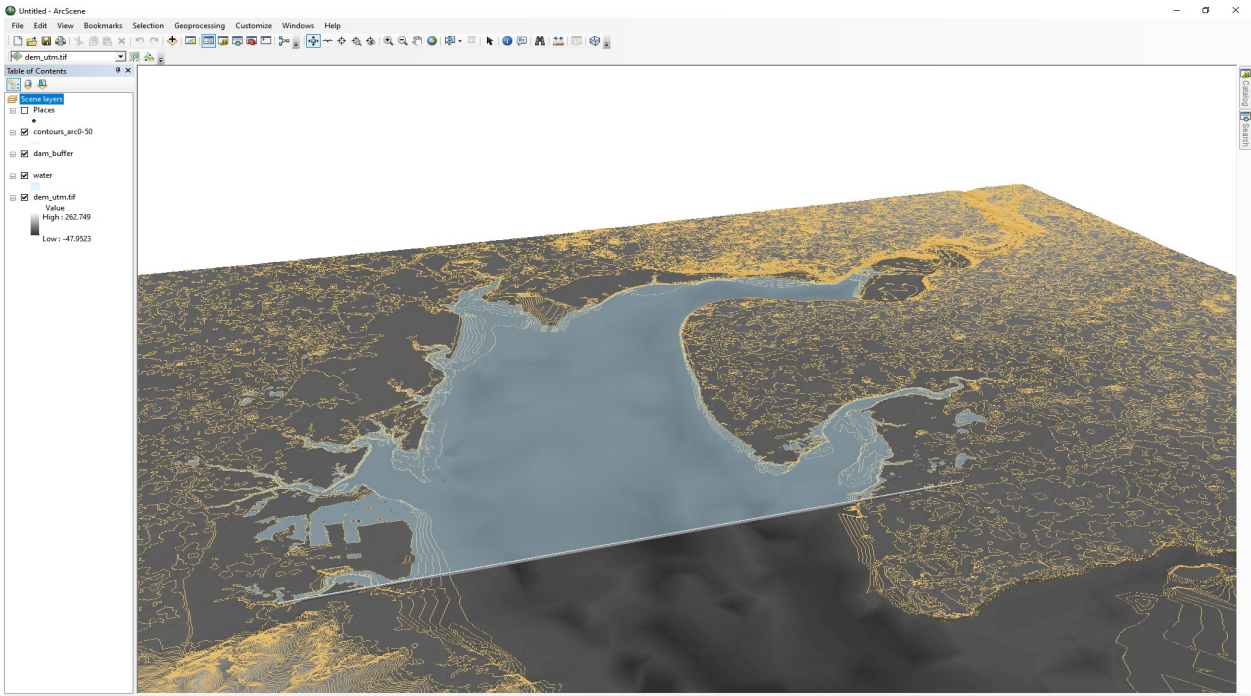 Untitled - ArcScene
File Edit View Bookmarks Selection Geoprocessing Customize Windows Help
dem_utm.tif
Table of Contents
Scene layers
Places
contours_arc0-50
dam_buffer
water
dem_utm.tif
Value
High : 262.749
Low : -47.9523
Catalog
Search